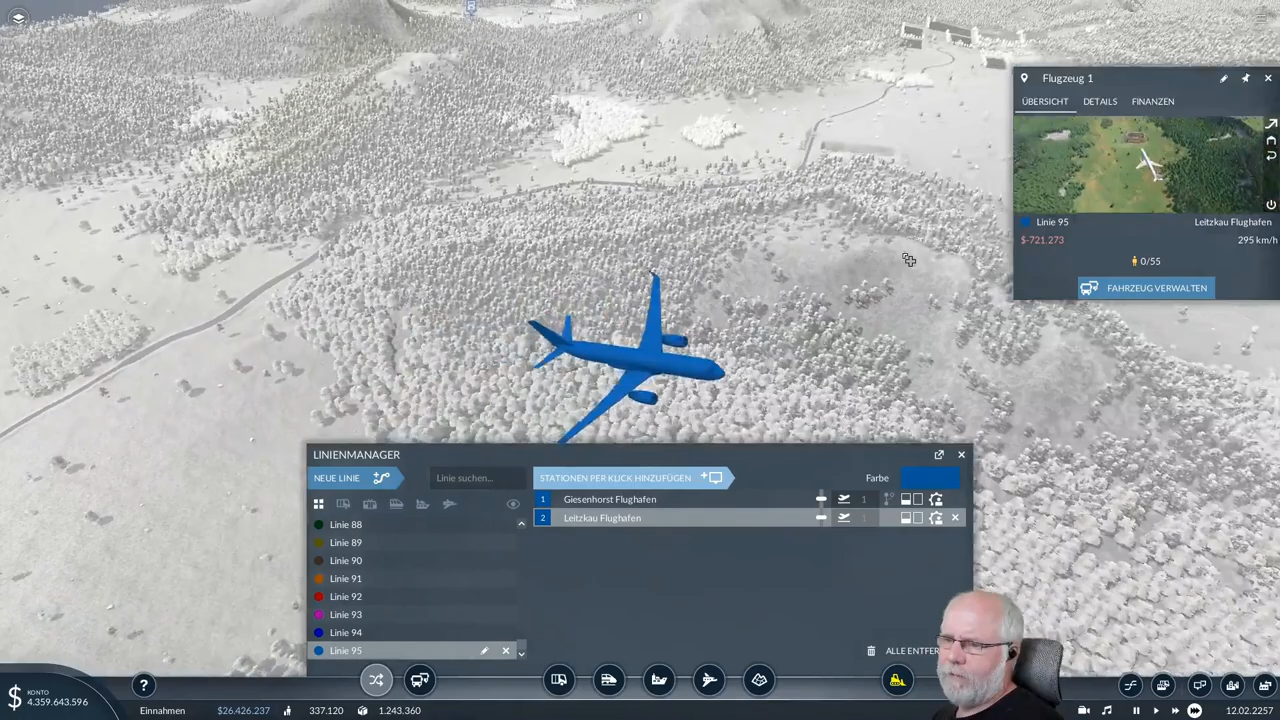 Flugzeug 1
ÜBERSICHT DETAILS FINANZEN
Linie 95 Leitzkau Flughafen
$-721.273 295 km/h
0/55
FAHRZEUG VERWALTEN
LINIENMANAGER
NEUE LINIE Linie suchen... STATIONEN PER KLICK HINZUFÜGEN Farbe
1 Giesenhorst Flughafen 1
2 Leitzkau Flughafen 1
Linie 88
Linie 89
Linie 90
Linie 91
Linie 92
Linie 93
Linie 94
Linie 95
ALLE ENTFER
$ KONTO
4.359.643.596
?
Einnahmen $26.426.237 337.120 1.243.360 12.02.2257